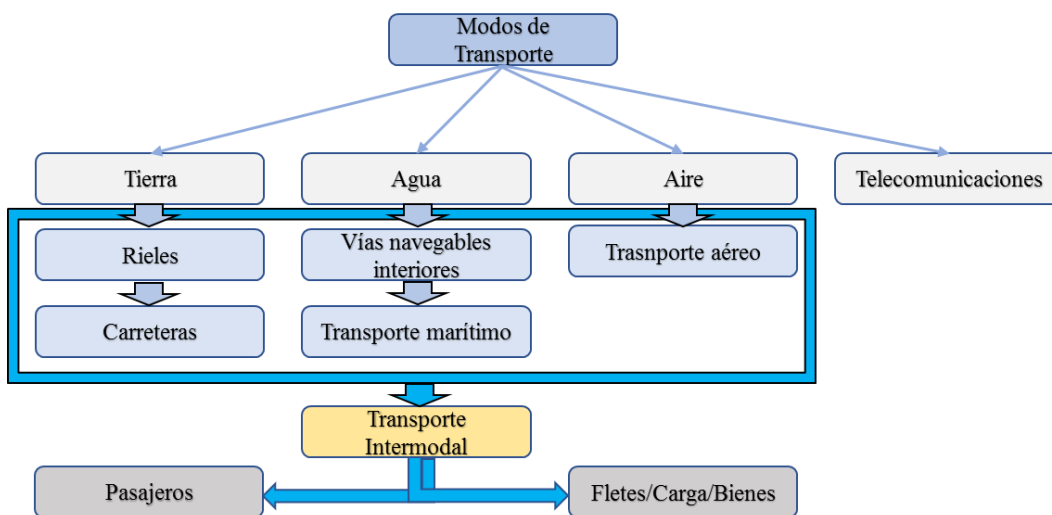 Modos de
Transporte
Tierra
Agua
Aire
Telecomunicaciones
Rieles
Vías navegables
interiores
Trasnporte aéreo
Carreteras
Transporte marítimo
Transporte
Intermodal
Pasajeros
Fletes/Carga/Bienes